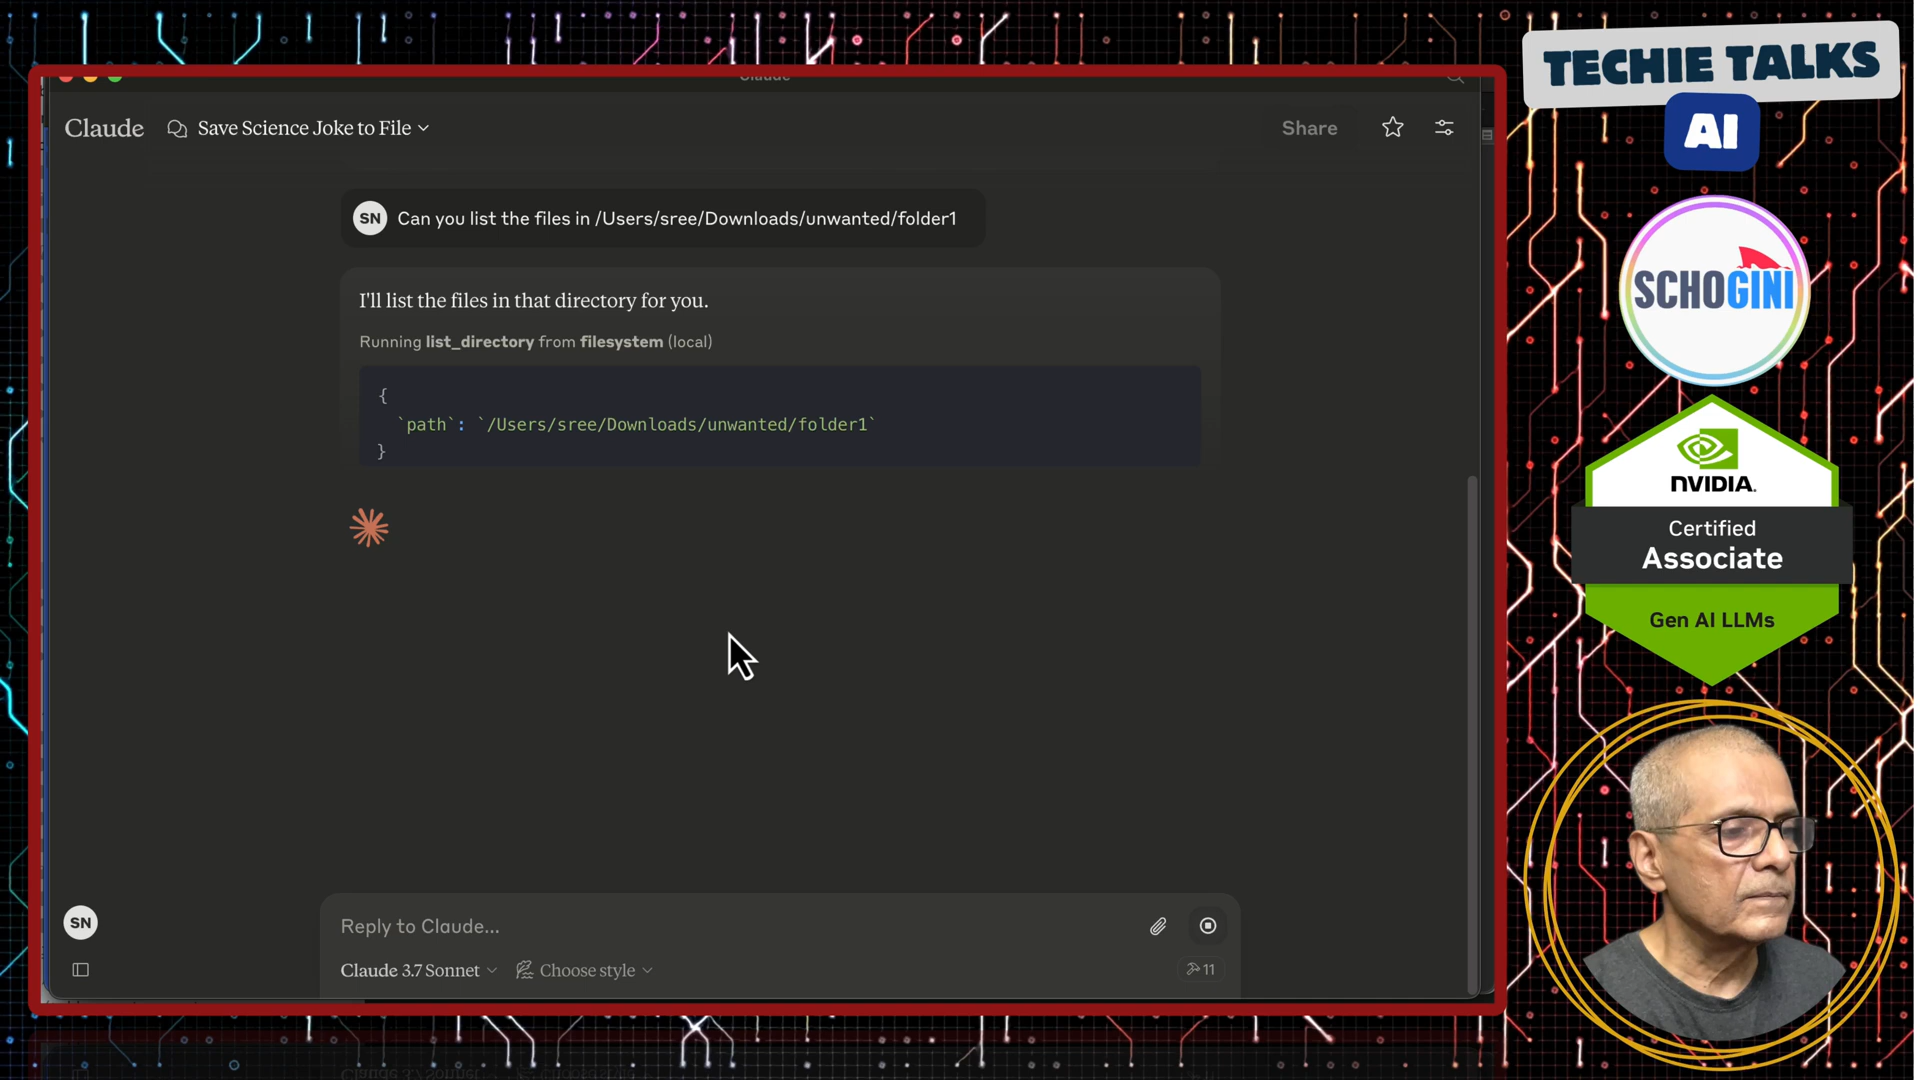 Claude
Claude
Save Science Joke to File
Share
SN
Can you list the files in /Users/sree/Downloads/unwanted/folder1
I'll list the files in that directory for you.
Running list_directory from filesystem (local)
{
`path`: `/Users/sree/Downloads/unwanted/folder1`
}
SN
Reply to Claude...
Claude 3.7 Sonnet
Choose style
11
TECHIE TALKS
AI
SCHOGINI
NVIDIA.
Certified
Associate
Gen AI LLMs